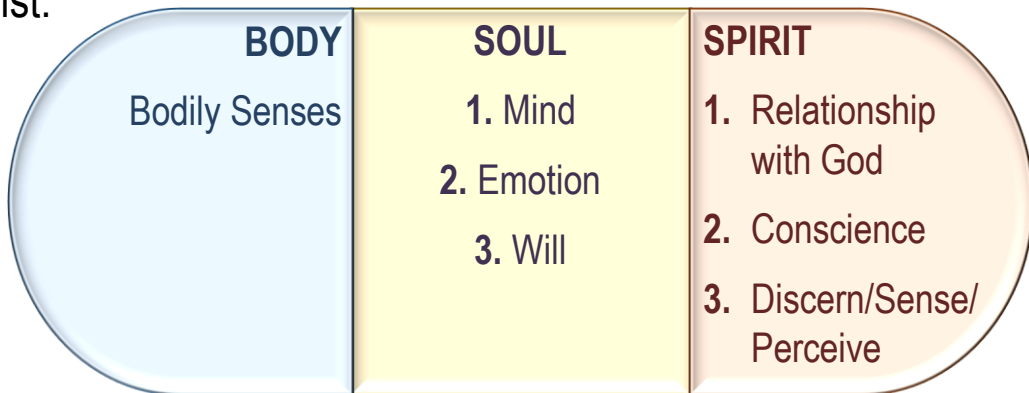 ist.
BODY
Bodily Senses
SOUL
1. Mind
2. Emotion
3. Will
SPIRIT
1. Relationship
with God
2. Conscience
3. Discern/Sense/
Perceive